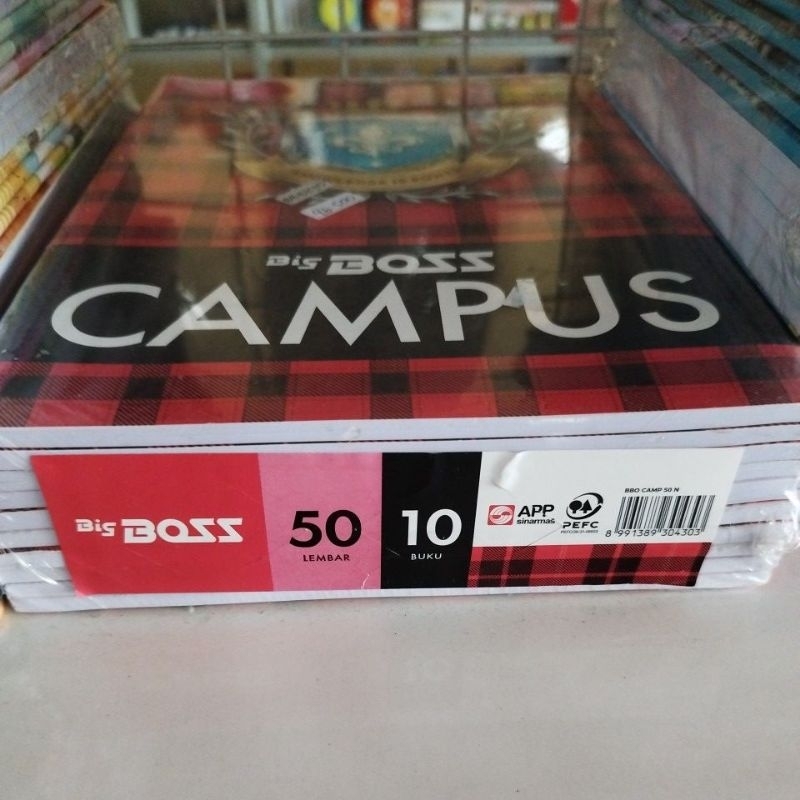 Big BOSS
CAMPUS
Big BOSS
50
LEMBAR
10
BUKU
APP
sinarmas
PEFC
BBO CAMP 50 N
8 991389 304303